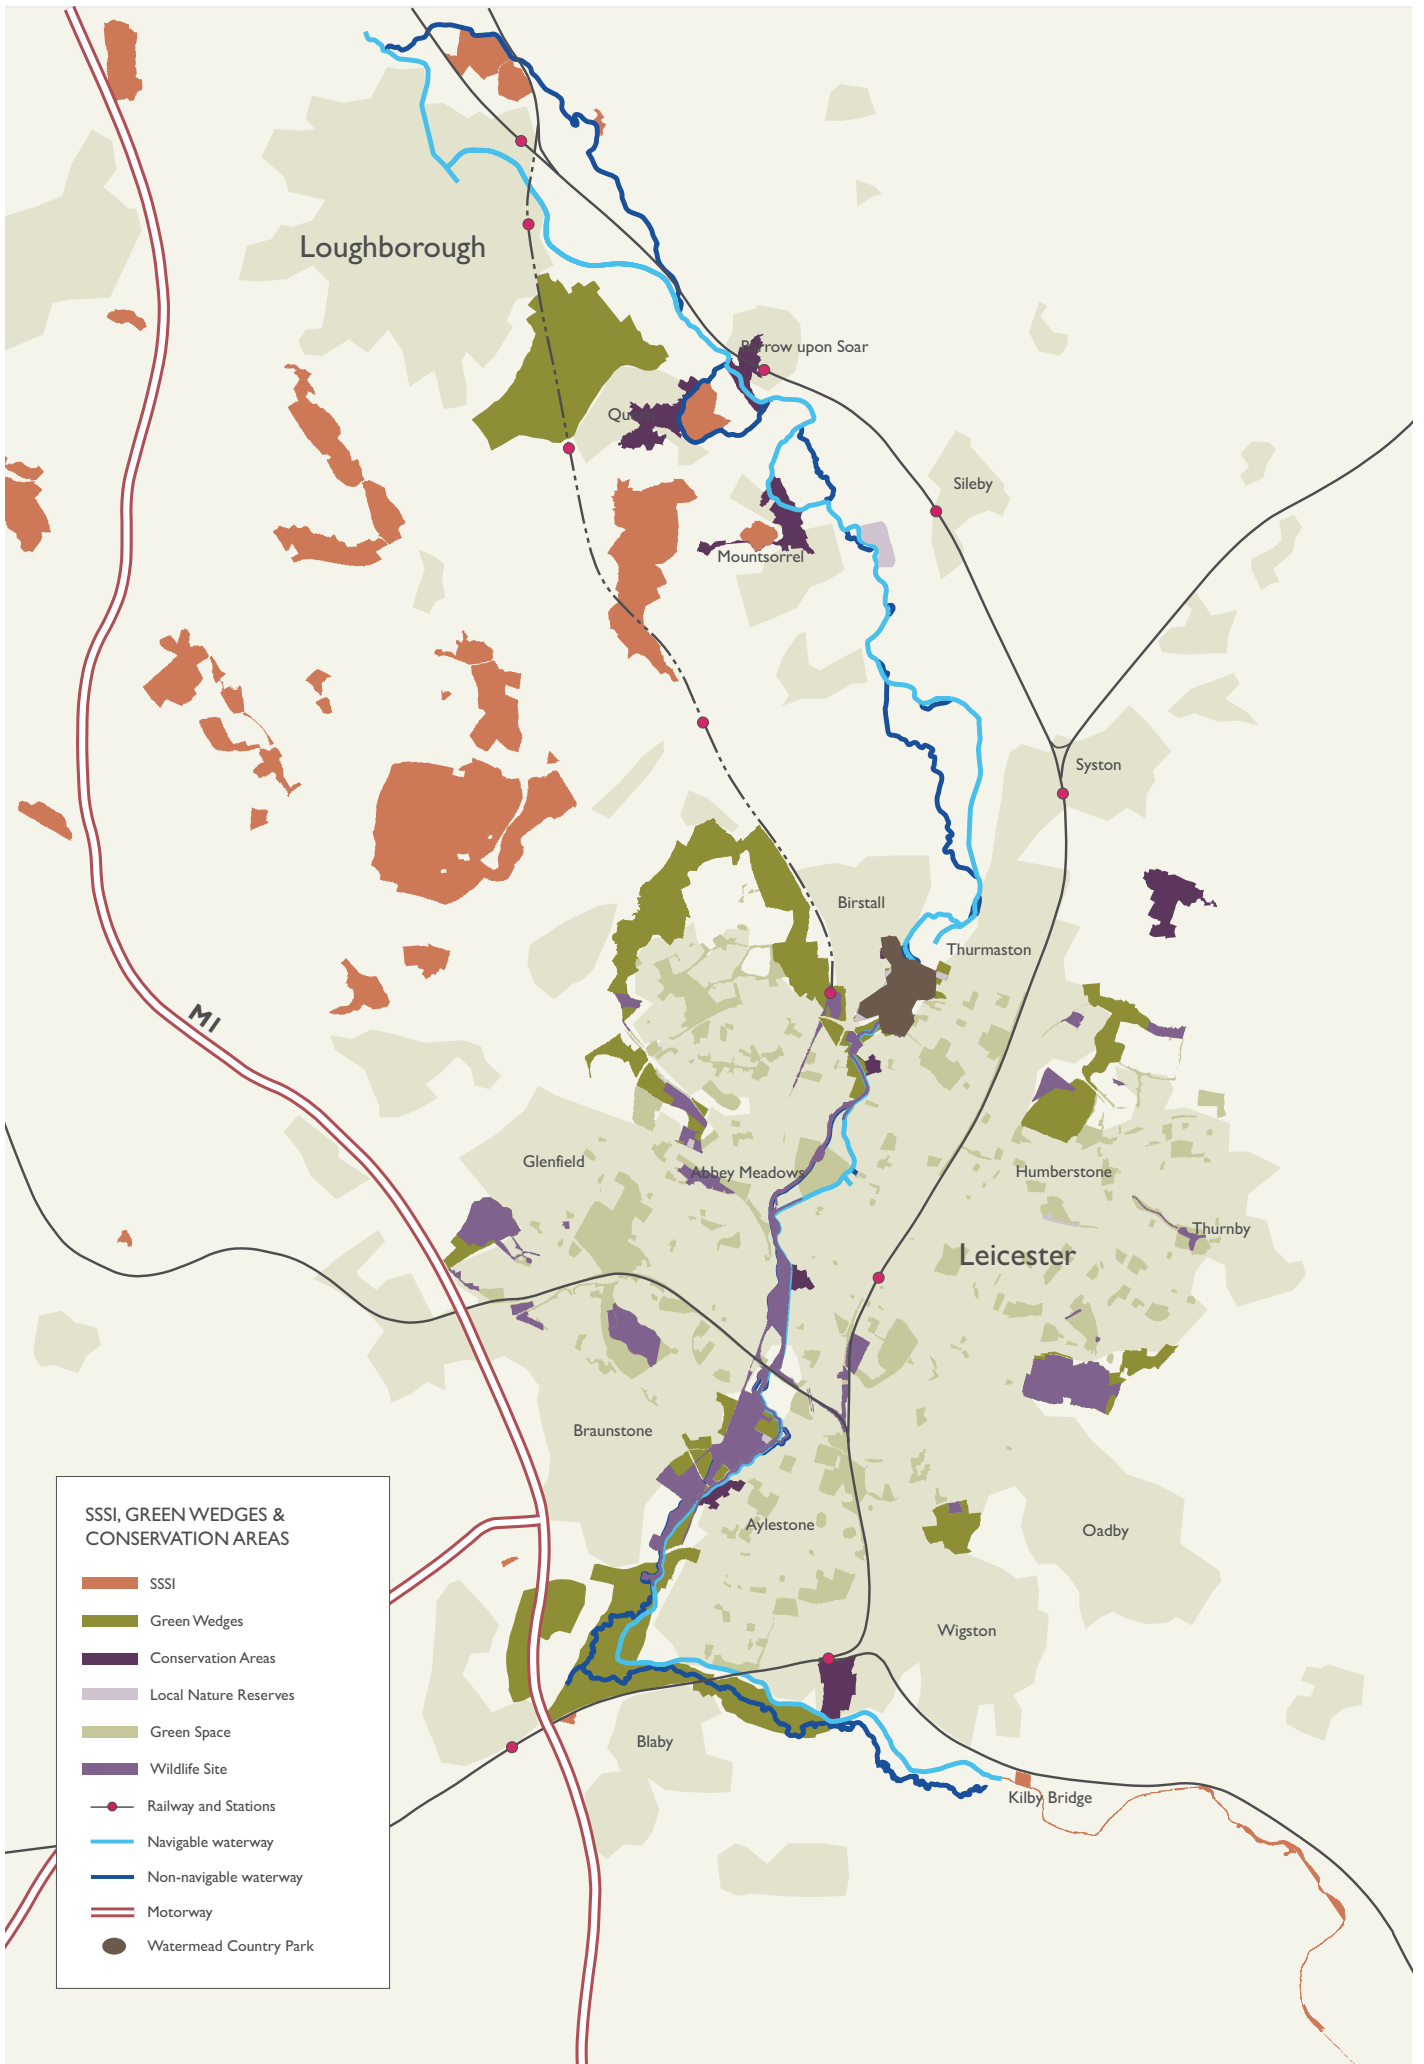 Loughborough
Barrow upon Soar
Quorn
Sileby
Mountsorrel
Syston
Birstall
Thurmaston
M1
Glenfield
Abbey Meadows
Humberstone
Thurnby
Leicester
Braunstone
Aylestone
Oadby
Wigston
Blaby
Kilby Bridge
SSSI, GREEN WEDGES &
CONSERVATION AREAS
SSSI
Green Wedges
Conservation Areas
Local Nature Reserves
Green Space
Wildlife Site
Railway and Stations
Navigable waterway
Non-navigable waterway
Motorway
Watermead Country Park